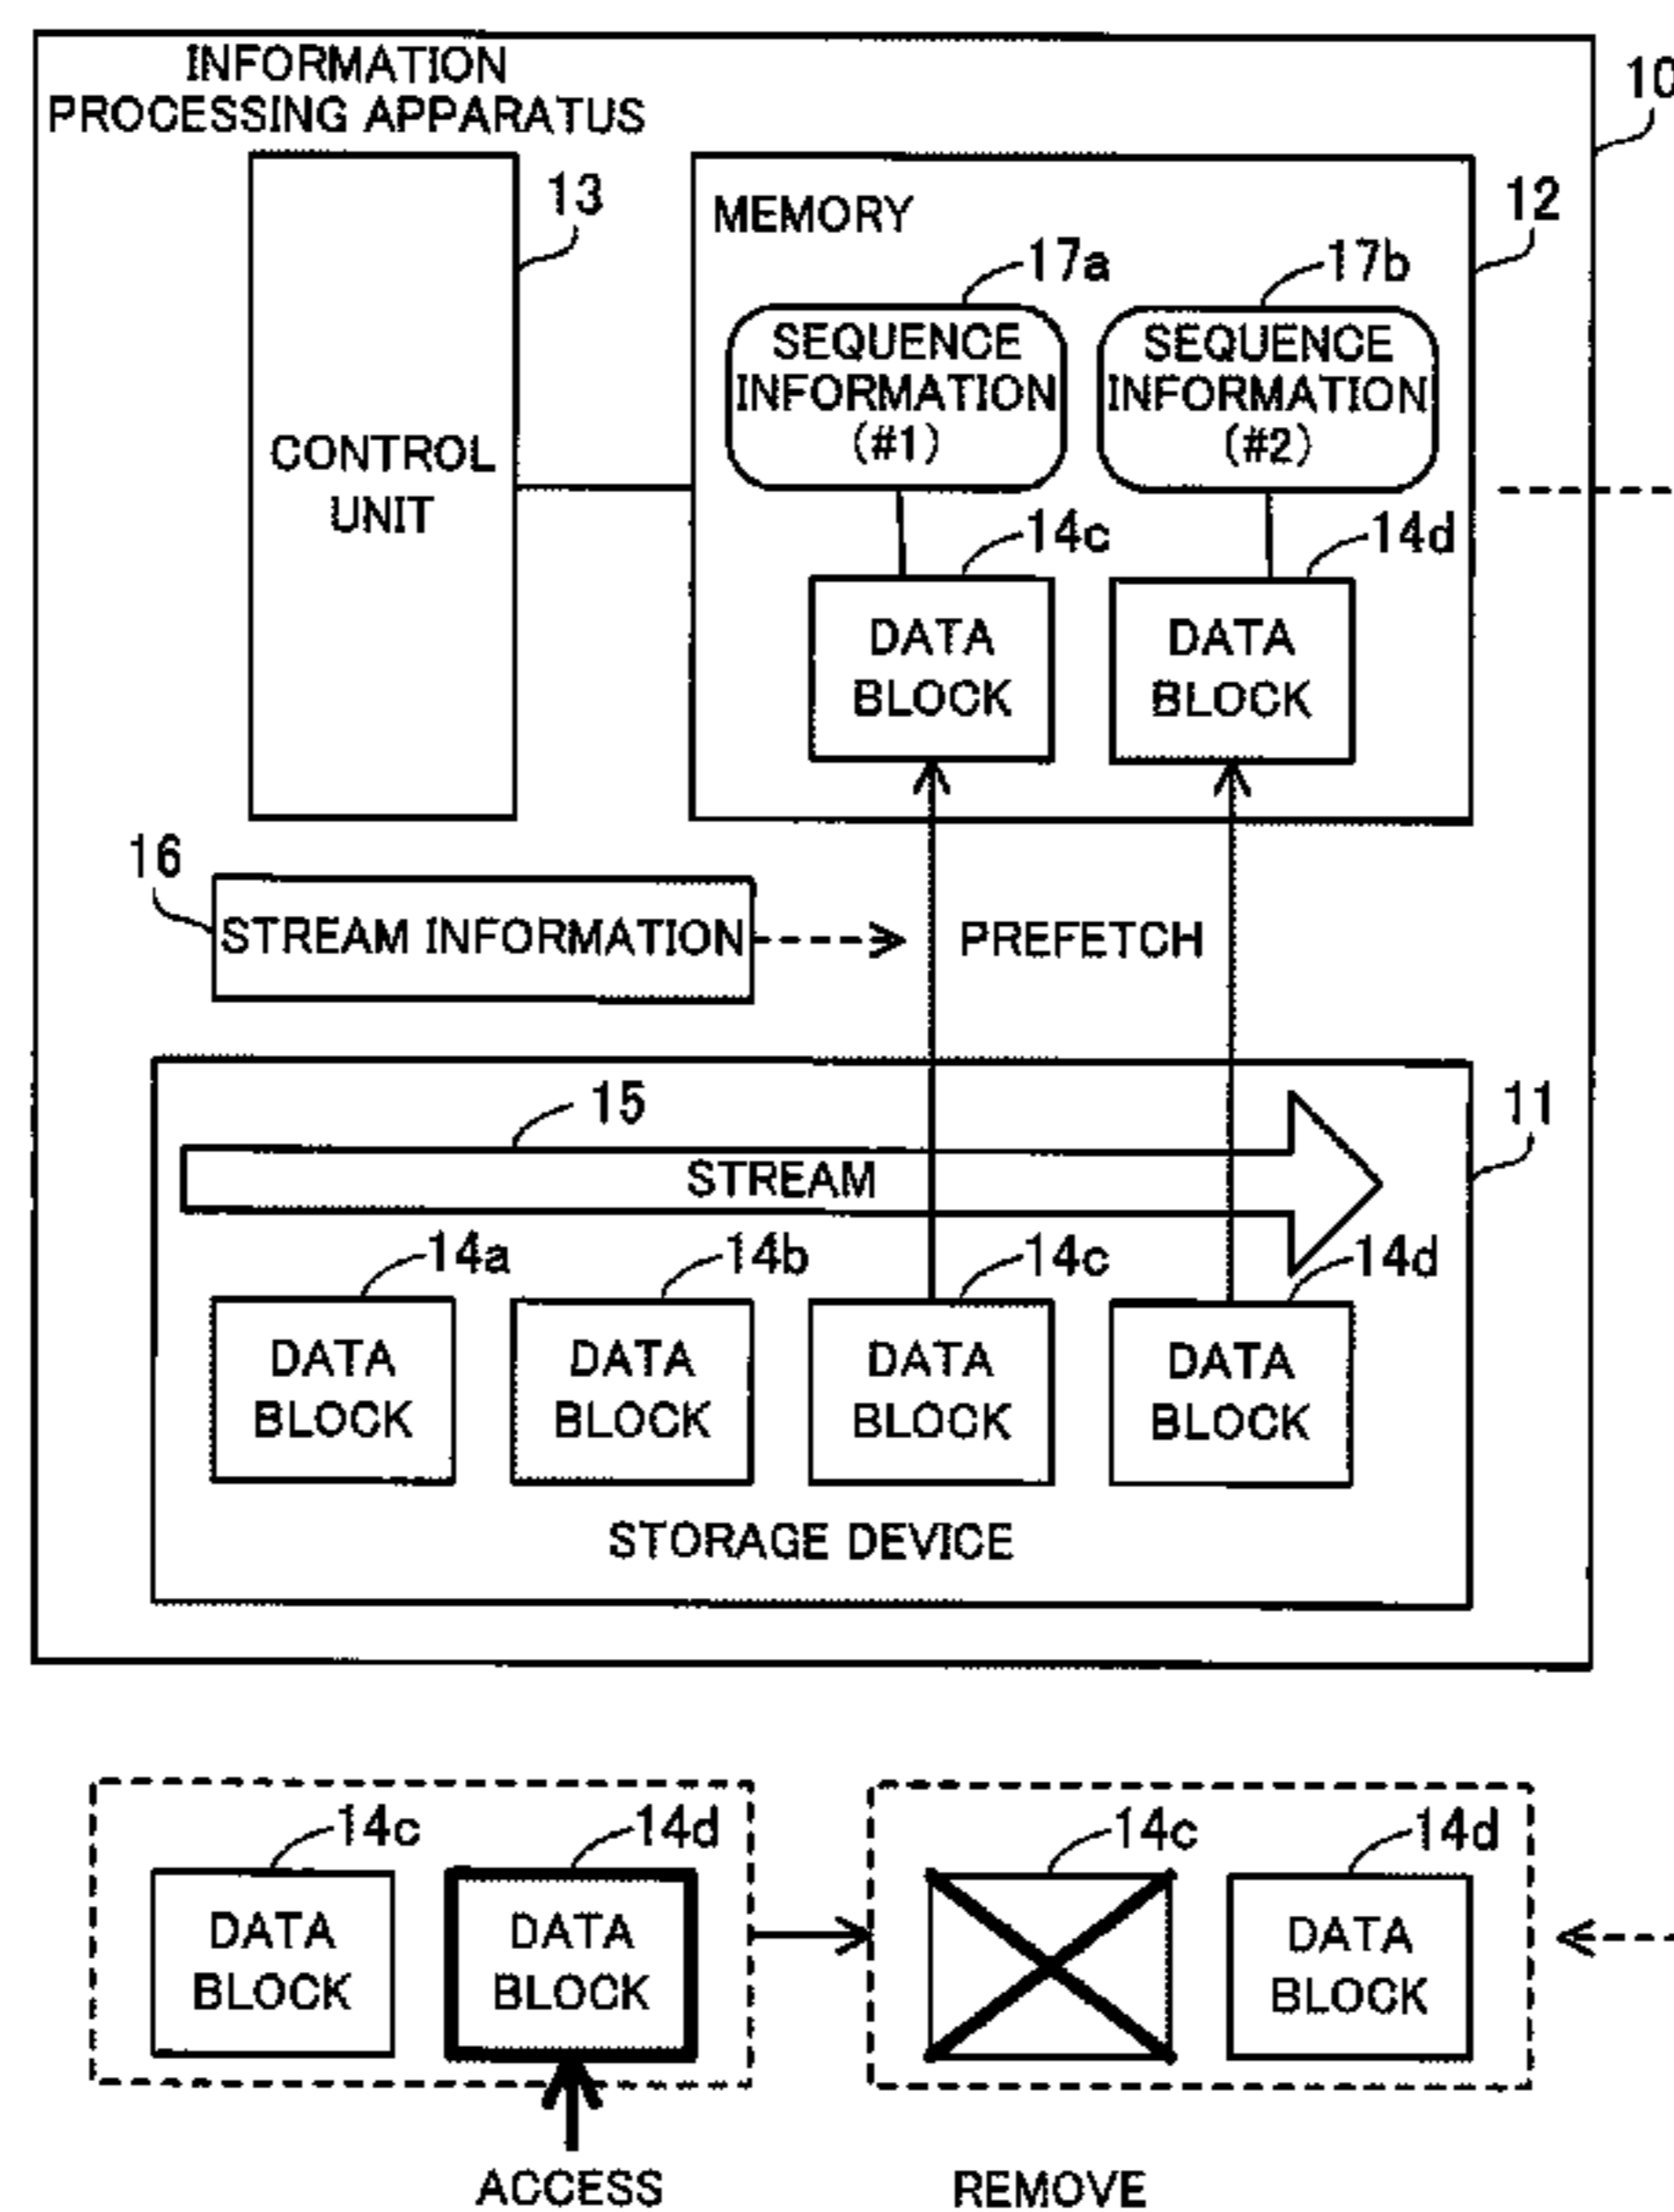 INFORMATION
PROCESSING APPARATUS
10
13
12
MEMORY
17a
17b
SEQUENCE
INFORMATION
(#1)
SEQUENCE
INFORMATION
(#2)
CONTROL
UNIT
14c
14d
DATA
BLOCK
DATA
BLOCK
16
STREAM INFORMATION
PREFETCH
15
11
STREAM
14a
14b
14c
14d
DATA
BLOCK
DATA
BLOCK
DATA
BLOCK
DATA
BLOCK
STORAGE DEVICE
14c
14d
14c
14d
DATA
BLOCK
DATA
BLOCK
DATA
BLOCK
ACCESS
REMOVE